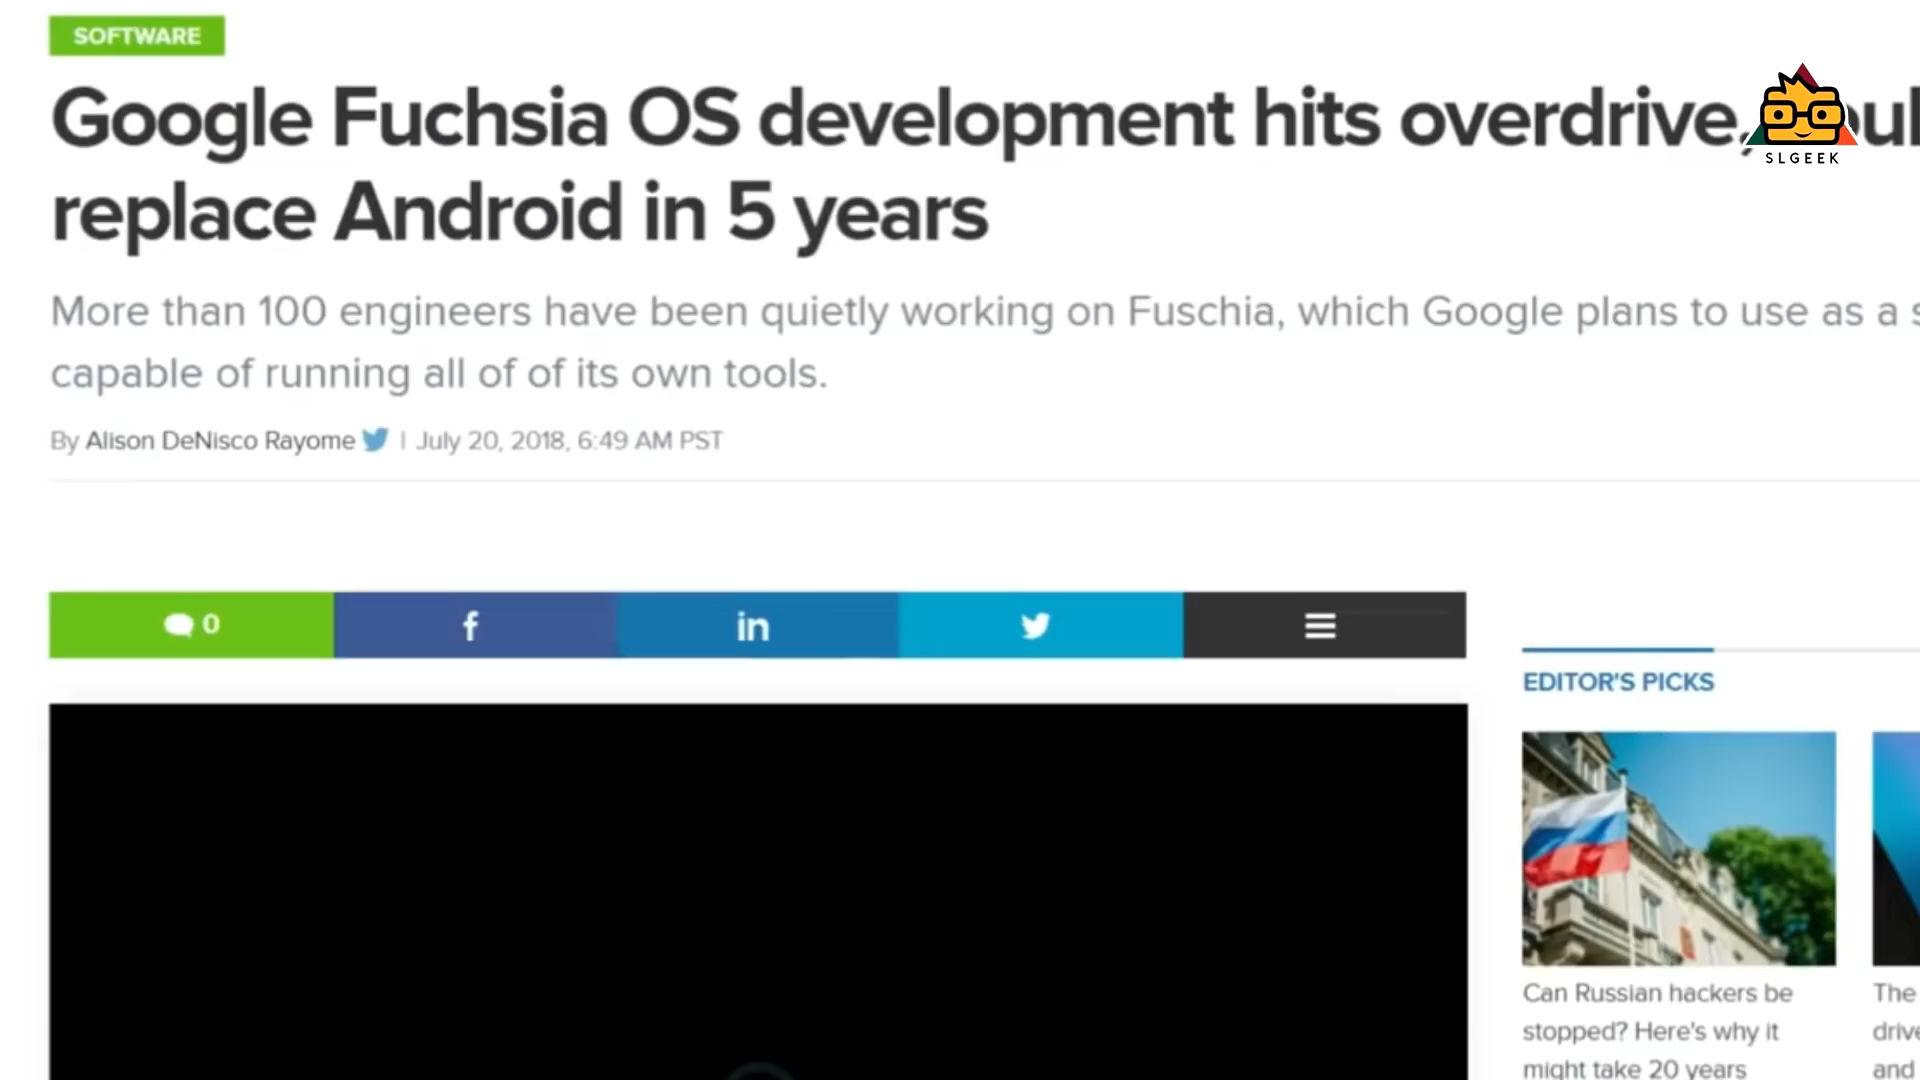 SOFTWARE
Google Fuchsia OS development hits overdrive,
replace Android in 5 years
SLGEEK
More than 100 engineers have been quietly working on Fuschia, which Google plans to use as a s
capable of running all of of its own tools.
By Alison DeNisco Rayome | July 20, 2018, 6:49 AM PST
0
f
in
EDITOR'S PICKS
Can Russian hackers be
stopped? Here's why it
might take 20 years
The
drive
and